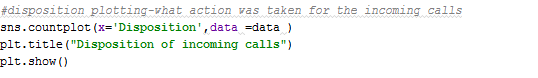 #disposition plotting-what action was taken for the incoming calls
sns.countplot(x='Disposition',data =data )
plt.title("Disposition of incoming calls")
plt.show()